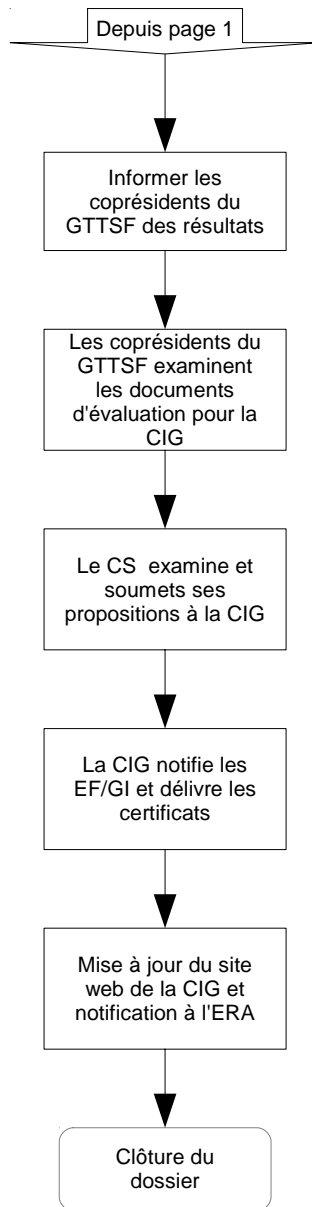 Depuis page 1
Informer les
coprésidents du
GTTSF des résultats
Les coprésidents du
GTTSF examinent
les documents
d'évaluation pour la
CIG
Le CS examine et
soumets ses
propositions à la CIG
La CIG notifie les
EF/GI et délivre les
certificats
Mise à jour du site
web de la CIG et
notification à l'ERA
Clôture du
dossier